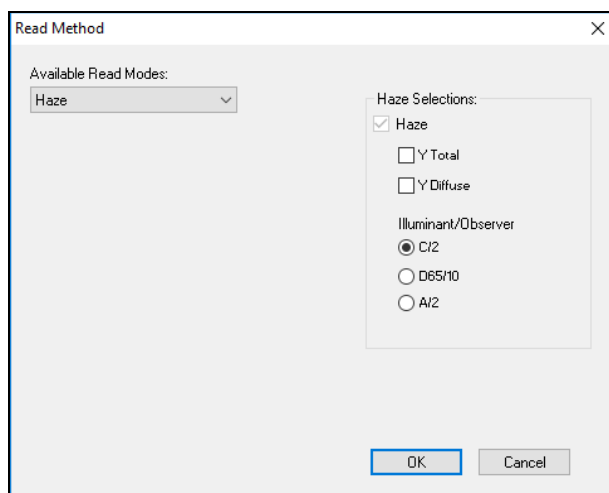 Read Method
Available Read Modes:
Haze
Haze Selections:
Haze
Y Total
Y Diffuse
Illuminant/Observer
C/2
D65/10
A/2
OK Cancel